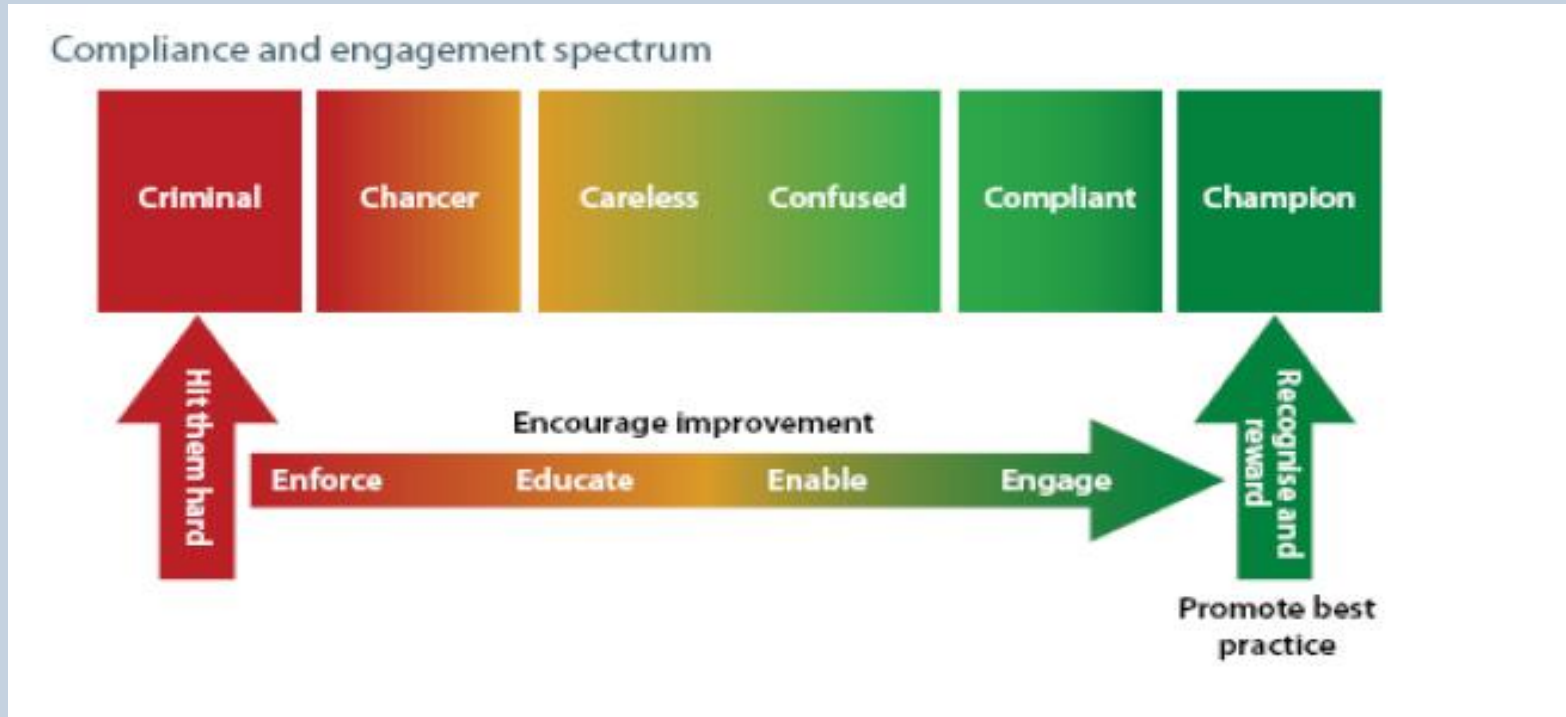 Compliance and engagement spectrum
Criminal
Chancer
Careless
Confused
Compliant
Champion
Hit them hard
Encourage improvement
Enforce
Educate
Enable
Engage
Recognise and
reward
Promote best
practice